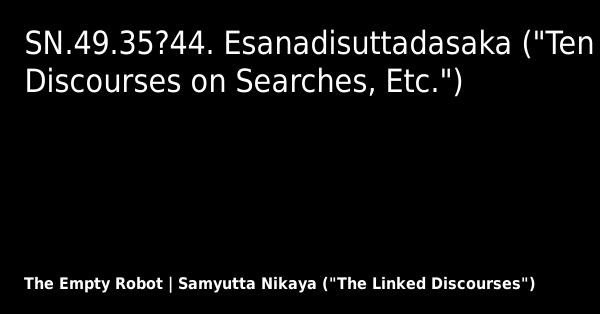 SN.49.35?44. Esanadisuttadasaka ("Ten
Discourses on Searches, Etc.")
The Empty Robot | Samyutta Nikaya ("The Linked Discourses")